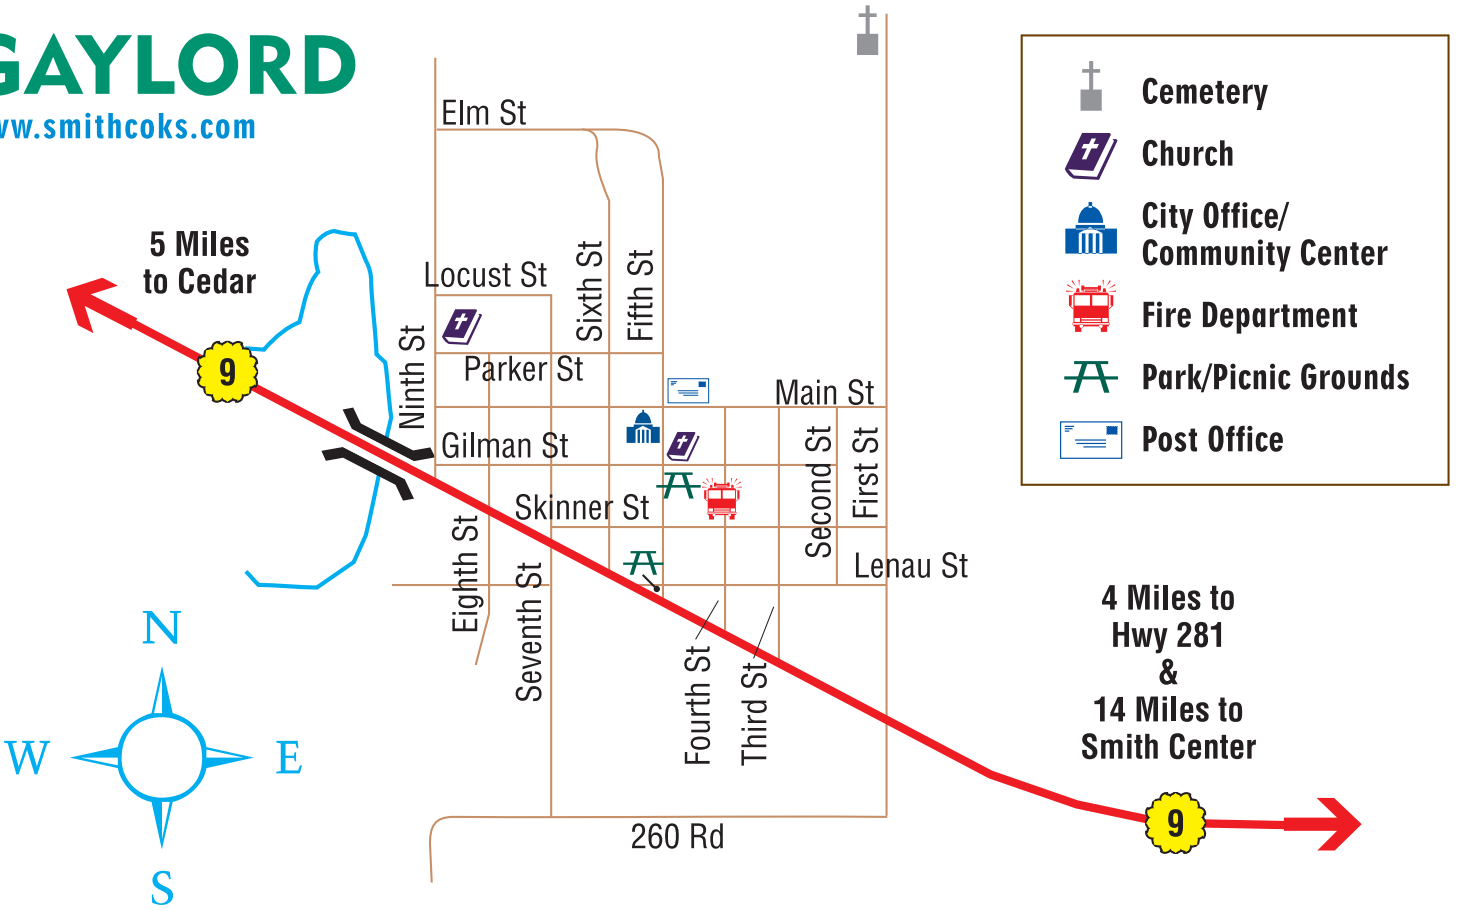 GAYLORD
www.smithcoks.com
5 Miles
to Cedar
9
Elm St
Locust St
Sixth St
Fifth St
Ninth St
Parker St
Main St
Gilman St
Second St
First St
Skinner St
Eighth St
Seventh St
Lenau St
Fourth St
Third St
260 Rd
Cemetery
Church
City Office/
Community Center
Fire Department
Park/Picnic Grounds
Post Office
4 Miles to
Hwy 281
&
14 Miles to
Smith Center
9
N
W
E
S